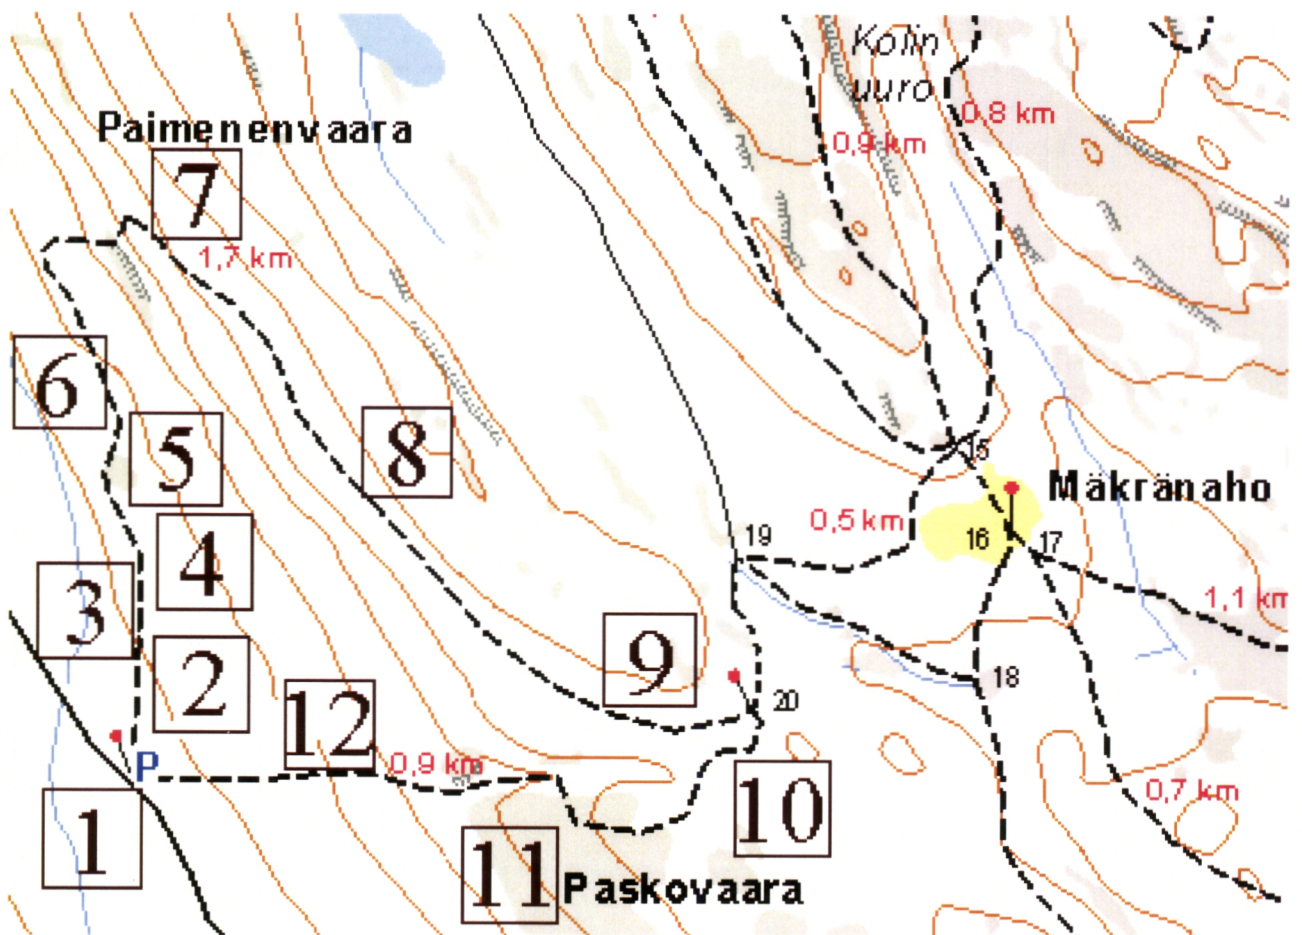 Kolin
uuro
0,8 km
Paimenenvaara
0,9 km
7
1,7 km
6
8
5
15
Mäkränaho
4
0,5 km
19
16
17
3
1,1 km
2
9
18
12
20
P
0,9 km
0,7 km
1
10
11
Paskovaara